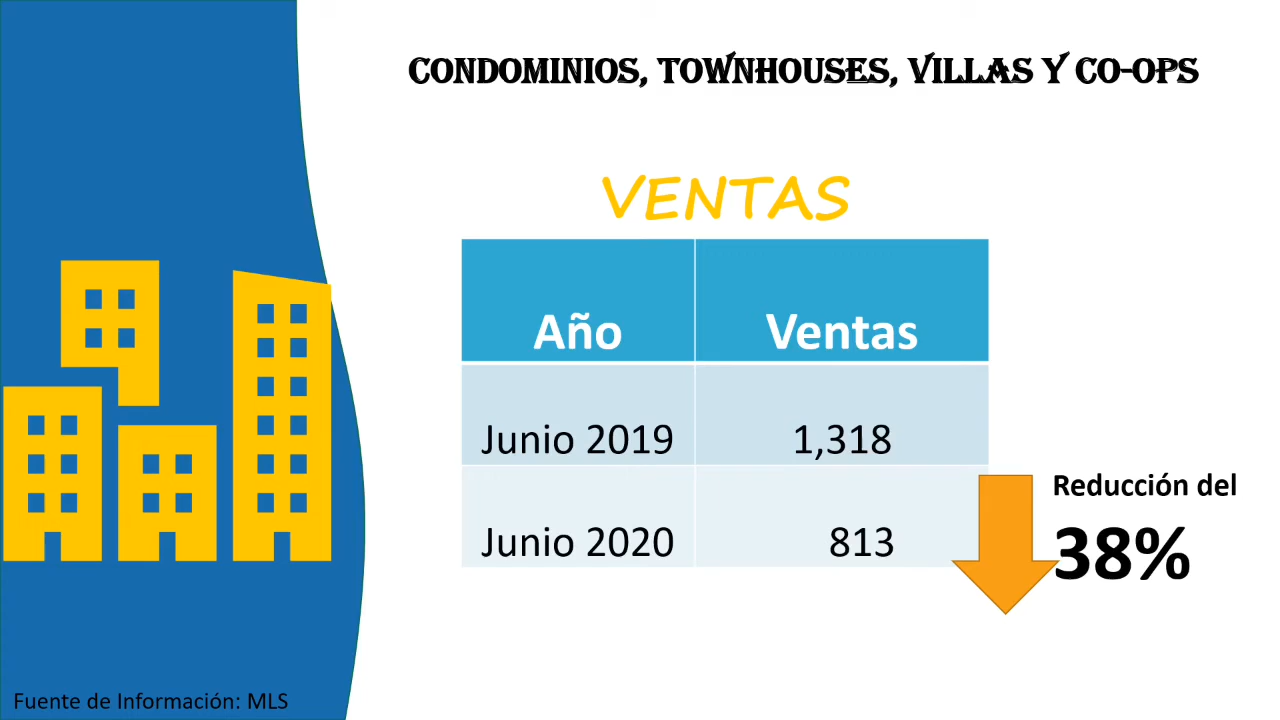 CONDOMINIOS, TOWNHOUSES, VILLAS Y CO-OPS
VENTAS
Año Ventas
Junio 2019 1,318
Junio 2020 813
Reducción del
38%
Fuente de Información: MLS